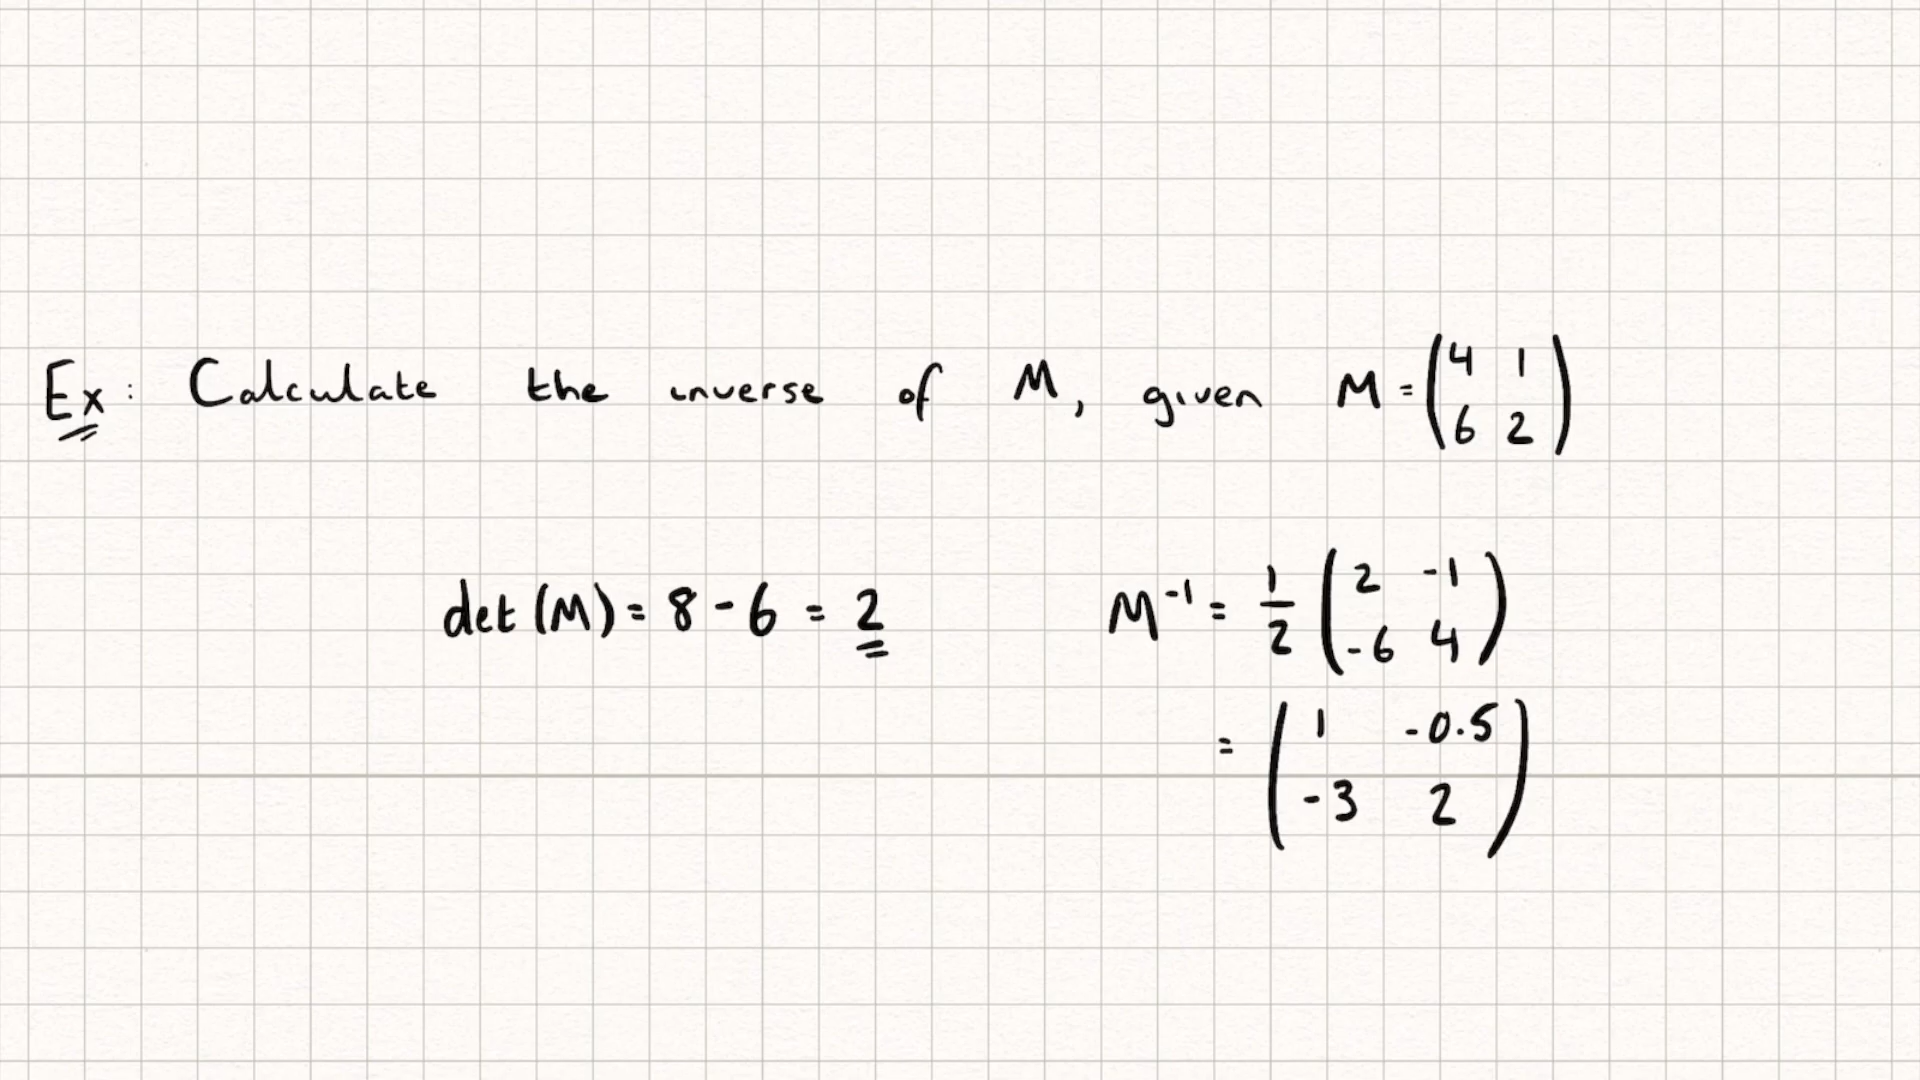 Ex: Calculate the inverse of M, given M = (4 1
6 2)
det (M) = 8 - 6 = 2
M⁻¹ = 1/2 (2 -1
-6 4)
= (1 -0.5
-3 2)